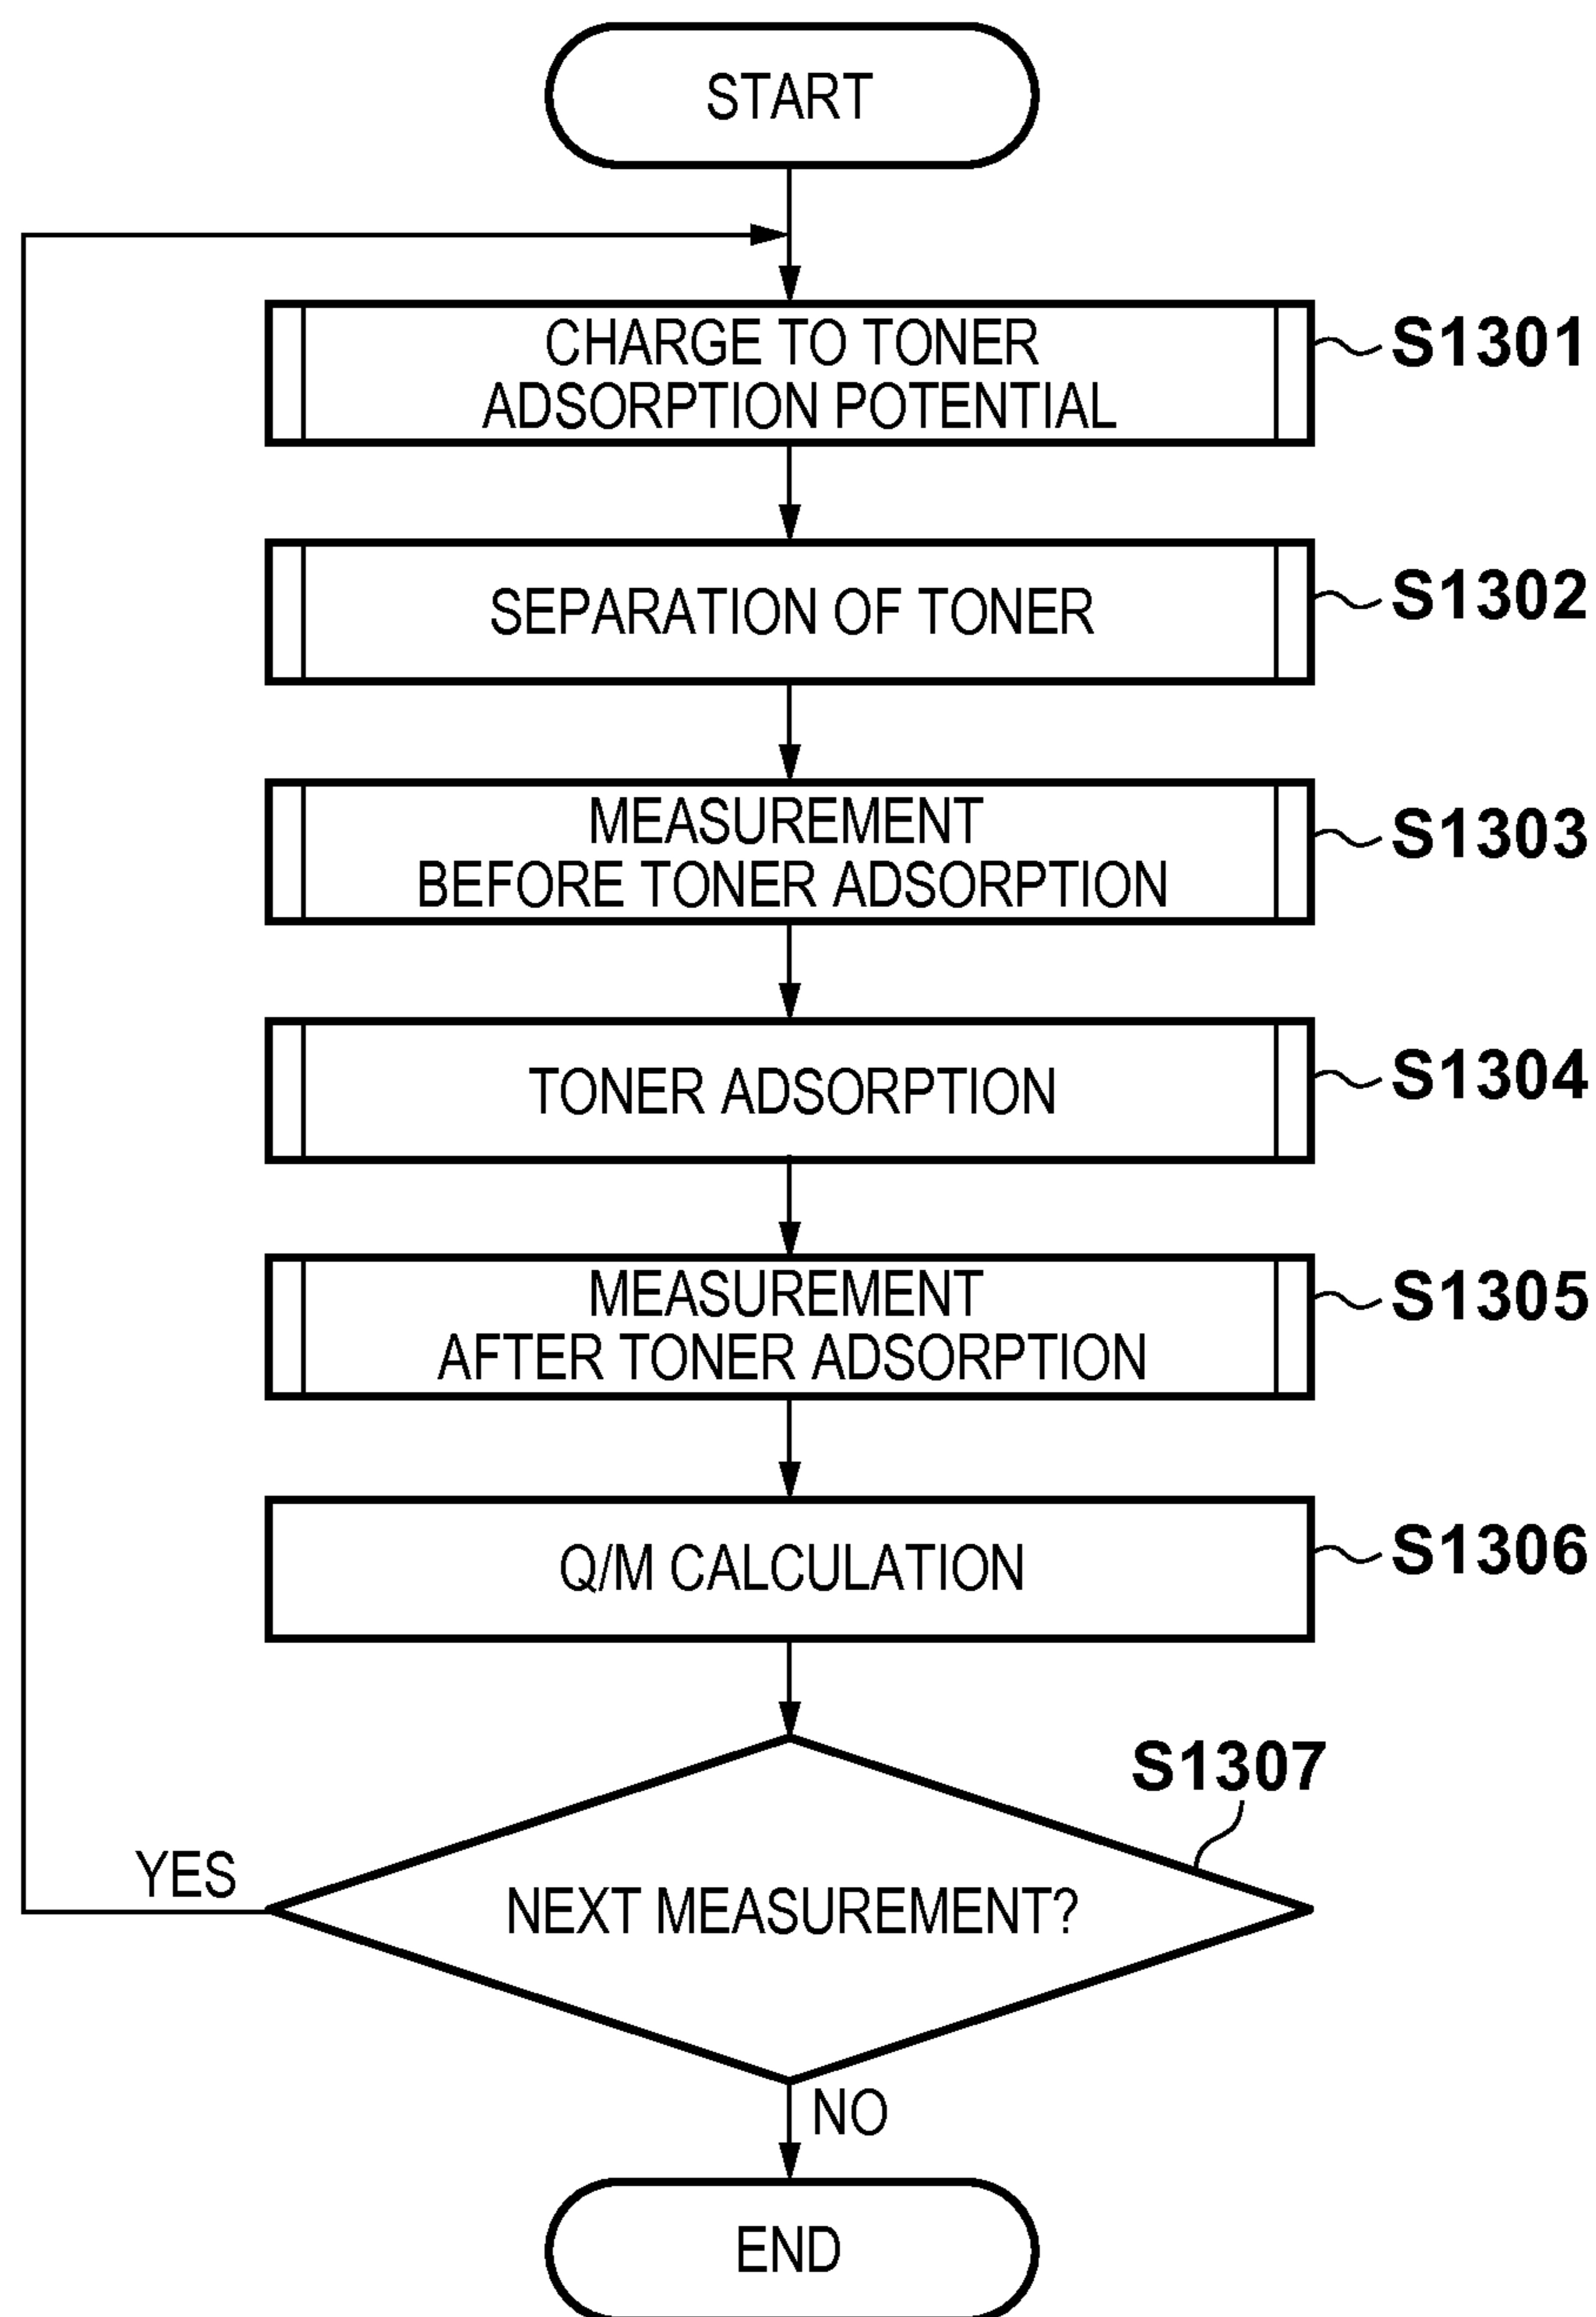 START
CHARGE TO TONER
ADSORPTION POTENTIAL
S1301
SEPARATION OF TONER
S1302
MEASUREMENT
BEFORE TONER ADSORPTION
S1303
TONER ADSORPTION
S1304
MEASUREMENT
AFTER TONER ADSORPTION
S1305
Q/M CALCULATION
S1306
S1307
YES
NEXT MEASUREMENT?
NO
END